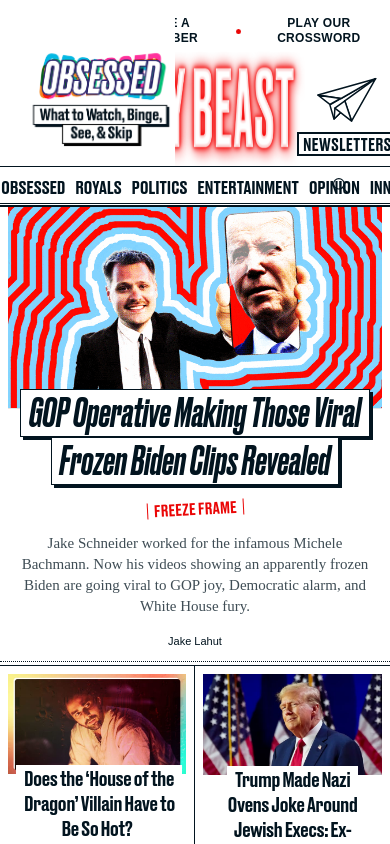 PLAY OUR
CROSSWORD
OBSESSED
What to Watch, Binge,
See, & Skip
Y BEAST
NEWSLETTERS
OBSESSED ROYALS POLITICS ENTERTAINMENT OPINION INN
GOP Operative Making Those Viral
Frozen Biden Clips Revealed
FREEZE FRAME
Jake Schneider worked for the infamous Michele
Bachmann. Now his videos showing an apparently frozen
Biden are going viral to GOP joy, Democratic alarm, and
White House fury.
Jake Lahut
Does the ‘House of the
Dragon’ Villain Have to
Be So Hot?
Trump Made Nazi
Ovens Joke Around
Jewish Execs: Ex-